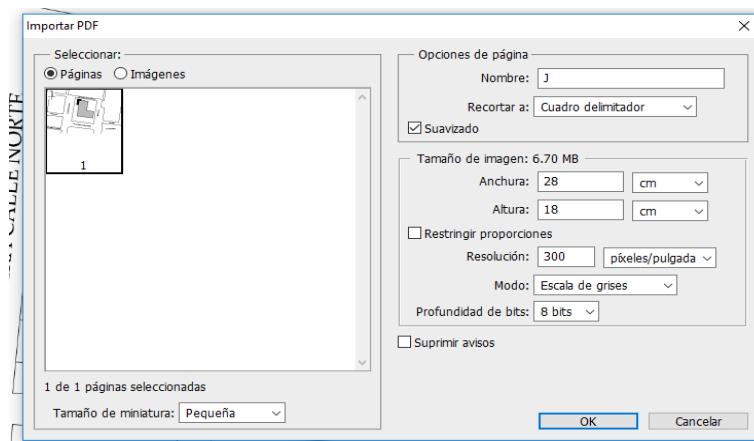 Importar PDF
Seleccionar:
Páginas Imágenes
1
1 de 1 páginas seleccionadas
Tamaño de miniatura: Pequeña
Opciones de página
Nombre: J
Recortar a: Cuadro delimitador
Suavizado
Tamaño de imagen: 6.70 MB
Anchura: 28 cm
Altura: 18 cm
Restringir proporciones
Resolución: 300 píxeles/pulgada
Modo: Escala de grises
Profundidad de bits: 8 bits
Suprimir avisos
OK Cancelar
CALLE NORTE